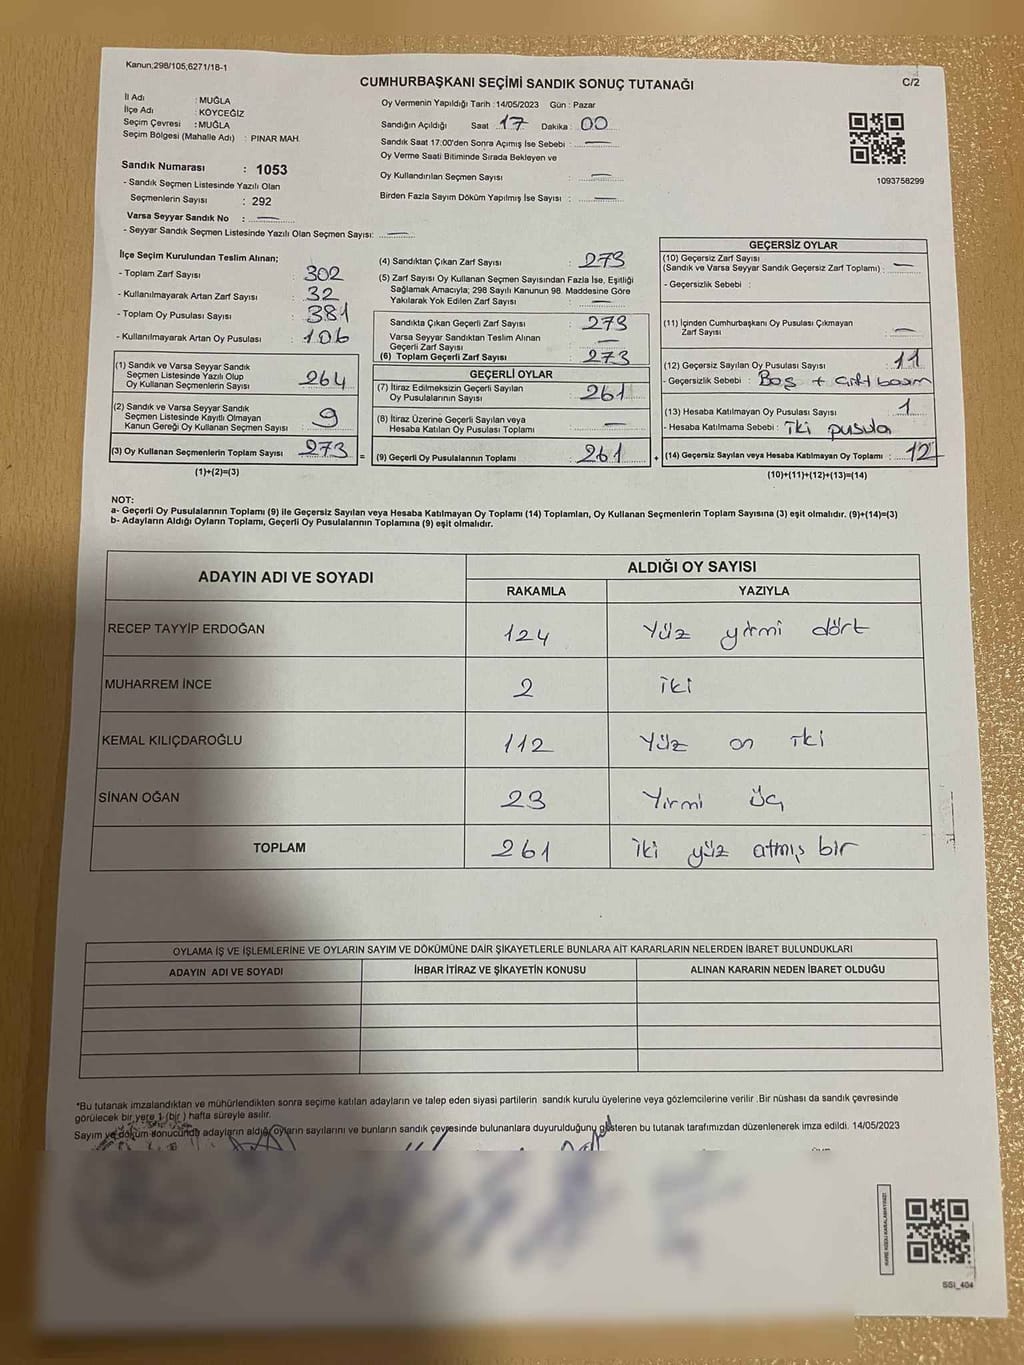 Kanun;298/105,6271/18-1
CUMHURBAŞKANI SEÇİMİ SANDIK SONUÇ TUTANAĞI
C/2
İl Adı : MUĞLA
İlçe Adı : KÖYCEĞİZ
Seçim Çevresi : MUĞLA
Seçim Bölgesi (Mahalle Adı) : PINAR MAH.
Sandık Numarası : 1053
- Sandık Seçmen Listesinde Yazılı Olan
Seçmenlerin Sayısı : 292
Varsa Seyyar Sandık No : —
- Seyyar Sandık Seçmen Listesinde Yazılı Olan Seçmen Sayısı: —
Oy Vermenin Yapıldığı Tarih :14/05/2023 Gün : Pazar
Sandığın Açıldığı Saat 17 Dakika : 00
Sandık Saat 17:00'den Sonra Açımış İse Sebebi : —
Oy Verme Saati Bitiminde Sırada Bekleyen ve
Oy Kullandırılan Seçmen Sayısı : —
Birden Fazla Sayım Döküm Yapılmış İse Sayısı : —
1093758299
İlçe Seçim Kurulundan Teslim Alınan;
- Toplam Zarf Sayısı : 302
- Kullanılmayarak Artan Zarf Sayısı : 32
- Toplam Oy Pusulası Sayısı : 381
- Kullanılmayarak Artan Oy Pusulası : 106
(1) Sandık ve Varsa Seyyar Sandık
Seçmen Listesinde Yazılı Olup
Oy Kullanan Seçmenlerin Sayısı : 264
(2) Sandık ve Varsa Seyyar Sandık
Seçmen Listesinde Kayıtlı Olmayan
Kanun Gereği Oy Kullanan Seçmen Sayısı : 9
(3) Oy Kullanan Seçmenlerin Toplam Sayısı : 273
(1)+(2)=(3)
(4) Sandıktan Çıkan Zarf Sayısı : 273
(5) Zarf Sayısı Oy Kullanan Seçmen Sayısından Fazla İse, Eşitliği
Sağlamak Amacıyla; 298 Sayılı Kanunun 98. Maddesine Göre
Yakılarak Yok Edilen Zarf Sayısı : —
Sandıkta Çıkan Geçerli Zarf Sayısı : 273
Varsa Seyyar Sandıktan Teslim Alınan
Geçerli Zarf Sayısı : —
(6) Toplam Geçerli Zarf Sayısı : 273
GEÇERLİ OYLAR
(7) İtiraz Edilmeksizin Geçerli Sayılan
Oy Pusulalarının Sayısı : 261
(8) İtiraz Üzerine Geçerli Sayılan veya
Hesaba Katılan Oy Pusulası Toplamı : —
= (9) Geçerli Oy Pusulalarının Toplamı : 261 +
GEÇERSİZ OYLAR
(10) Geçersiz Zarf Sayısı
(Sandık ve Varsa Seyyar Sandık Geçersiz Zarf Toplamı) : —
- Geçersizlik Sebebi :
(11) İçinden Cumhurbaşkanı Oy Pusulası Çıkmayan
Zarf Sayısı : —
(12) Geçersiz Sayılan Oy Pusulası Sayısı : 11
- Geçersizlik Sebebi : Boş + çift basım
(13) Hesaba Katılmayan Oy Pusulası Sayısı : 1
- Hesaba Katılmama Sebebi : iki pusula
(14) Geçersiz Sayılan veya Hesaba Katılmayan Oy Toplamı : 12
(10)+(11)+(12)+(13)=(14)
NOT:
a- Geçerli Oy Pusulalarının Toplamı (9) ile Geçersiz Sayılan veya Hesaba Katılmayan Oy Toplamı (14) Toplamları, Oy Kullanan Seçmenlerin Toplam Sayısına (3) eşit olmalıdır. (9)+(14)=(3)
b- Adayların Aldığı Oyların Toplamı, Geçerli Oy Pusulalarının Toplamına (9) eşit olmalıdır.
ADAYIN ADI VE SOYADI
ALDIĞI OY SAYISI
RAKAMLA YAZIYLA
RECEP TAYYİP ERDOĞAN 124 Yüz yirmi dört
MUHARREM İNCE 2 iki
KEMAL KILIÇDAROĞLU 112 Yüz on iki
SİNAN OĞAN 23 Yirmi üç
TOPLAM 261 iki yüz atmış bir
OYLAMA İŞ VE İŞLEMLERİNE VE OYLARIN SAYIM VE DÖKÜMÜNE DAİR ŞİKAYETLERLE BUNLARA AİT KARARLARIN NELERDEN İBARET BULUNDUKLARI
ADAYIN ADI VE SOYADI İHBAR İTİRAZ VE ŞİKAYETİN KONUSU ALINAN KARARIN NEDEN İBARET OLDUĞU
*Bu tutanak imzalandıktan ve mühürlendikten sonra seçime katılan adayların ve talep eden siyasi partilerin sandık kurulu üyelerine veya gözlemcilerine verilir .Bir nüshası da sandık çevresinde
görülecek bir yere 1 (bir ) hafta süreyle asılır.
Sayım ve döküm sonucunda adayların aldığı oyların sayılarını ve bunların sandık çevresinde bulunanlara duyurulduğunu gösteren bu tutanak tarafımızdan düzenlenerek imza edildi. 14/05/2023
SSI_404